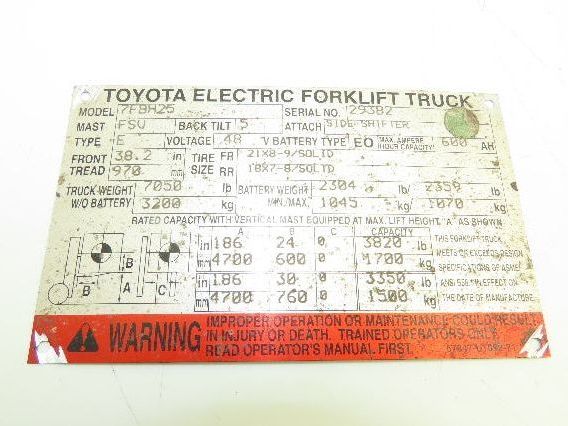 TOYOTA ELECTRIC FORKLIFT TRUCK
MODEL 7FBH25 SERIAL NO. 29382
MAST FSV BACK TILT 5 ATTACH SIDE SHIFTER
TYPE E VOLTAGE 48 V BATTERY TYPE EO MAX. AMPERE HOUR CAPACITY 600 AH
FRONT TREAD 38.2 in TIRE SIZE FR 21X8-9/SOLID
970 mm RR 18X7-8/SOLID
TRUCK WEIGHT 7050 lb BATTERY WEIGHT 2304 lb/ 2359 lb
W/O BATTERY 3200 kg MIN./MAX. 1045 kg/ 1070 kg
RATED CAPACITY WITH VERTICAL MAST EQUIPPED AT MAX. LIFT HEIGHT "A" AS SHOWN
A B C CAPACITY
in 186 24 0 3820 lb THIS FORKLIFT TRUCK
mm 4700 600 0 1700 kg MEETS OR EXCEEDS DESIGN
in 186 30 0 3350 lb SPECIFICATIONS OF ASME
mm 4700 760 0 1500 kg THE DATE OF MANUFACTURE.
B A B C
WARNING
IMPROPER OPERATION OR MAINTENANCE COULD RESULT
IN INJURY OR DEATH. TRAINED OPERATORS ONLY.
READ OPERATOR'S MANUAL FIRST.